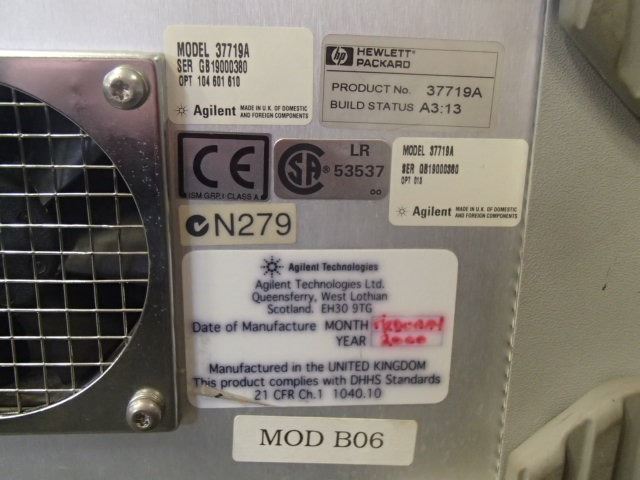 MODEL 37719A
SER GB19000380
OPT 104 601 610
Agilent MADE IN U.K. OF DOMESTIC
AND FOREIGN COMPONENTS
hp HEWLETT®
PACKARD
PRODUCT No. 37719A
BUILD STATUS A3:13
CE
ISM GRP.I CLASS A
SA® LR
53537
MODEL 37719A
SER GB19000380
OPT 010
Agilent MADE IN U.K. OF DOMESTIC
AND FOREIGN COMPONENTS
N279
Agilent Technologies
Agilent Technologies Ltd.
Queensferry, West Lothian
Scotland. EH30 9TG
Date of Manufacture MONTH
YEAR 2000
Manufactured in the UNITED KINGDOM
This product complies with DHHS Standards
21 CFR Ch.1 1040.10
MOD B06